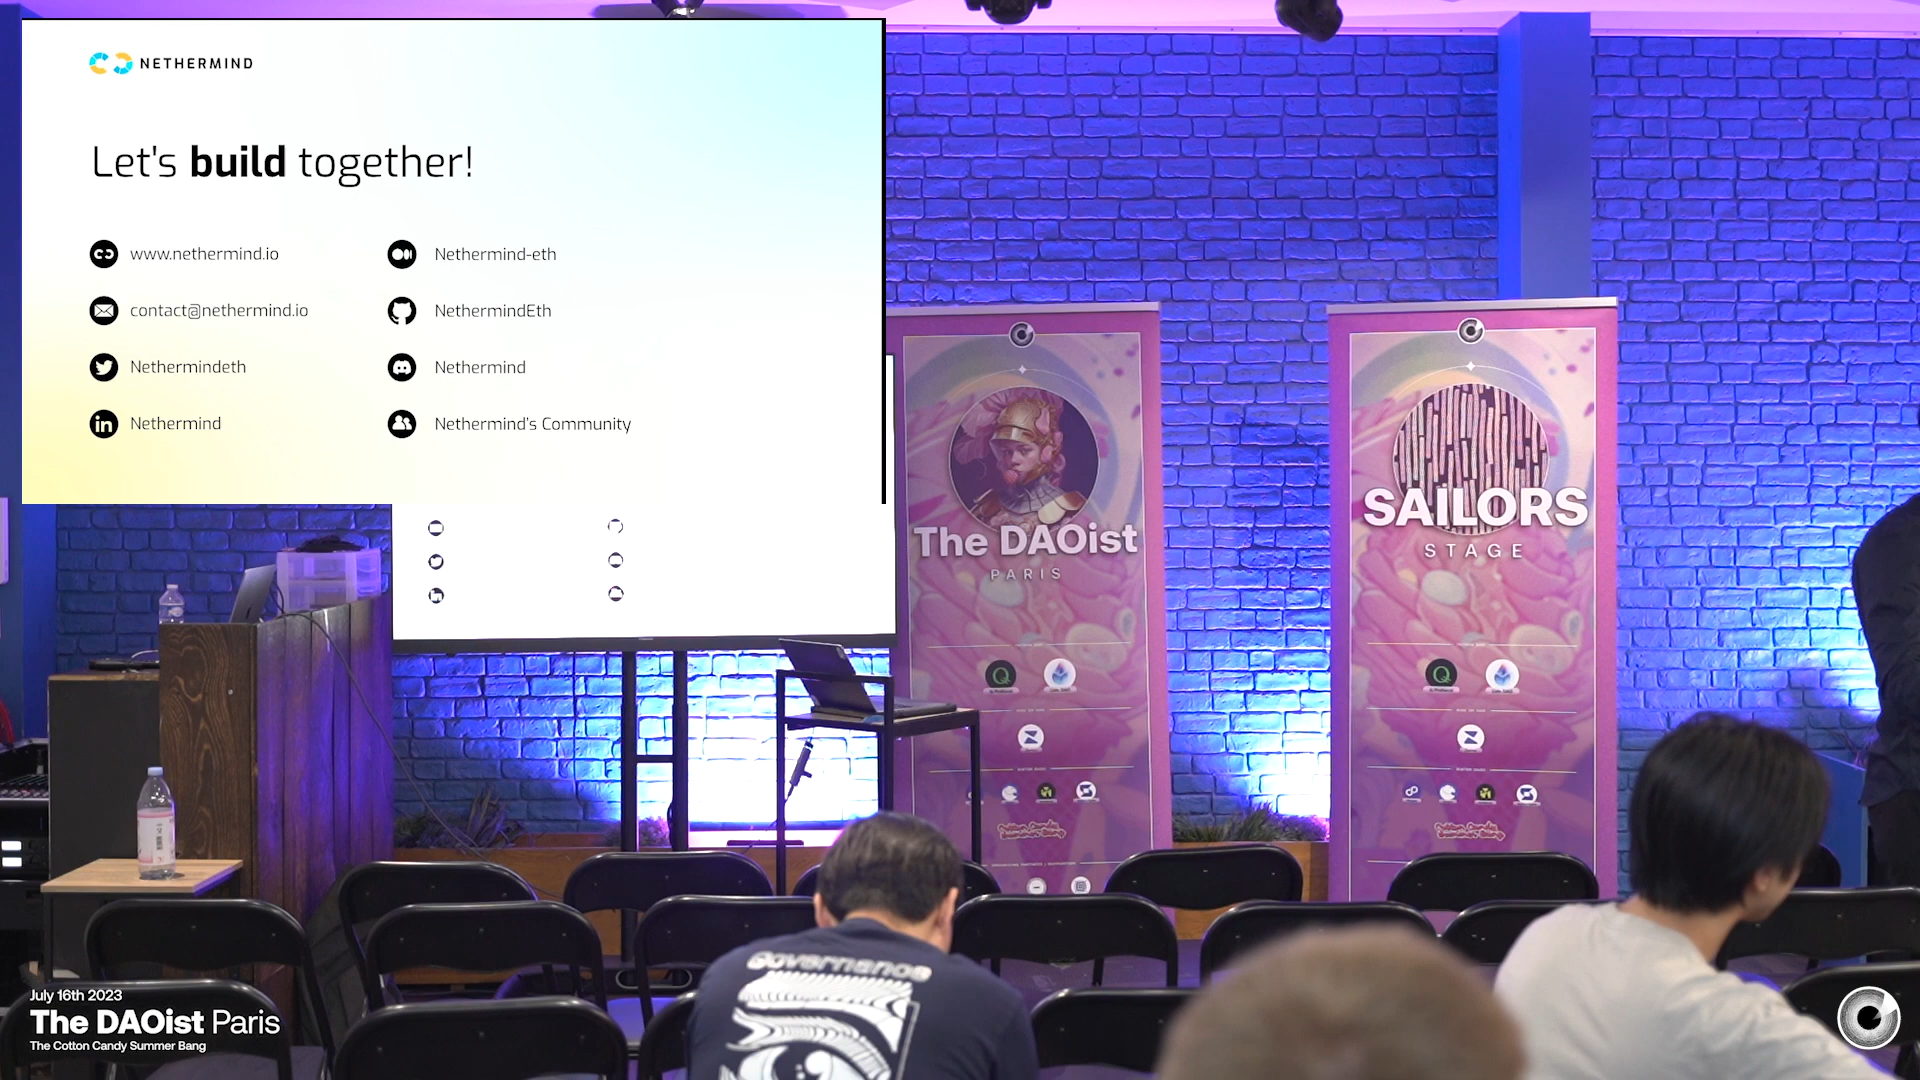 NETHERMIND
Let's build together!
www.nethermind.io
contact@nethermind.io
Nethermindeth
Nethermind
Nethermind-eth
NethermindEth
Nethermind
Nethermind's Community
The DAOist
PARIS
SAILORS
STAGE
Governance
July 16th 2023
The DAOist Paris
The Cotton Candy Summer Bang